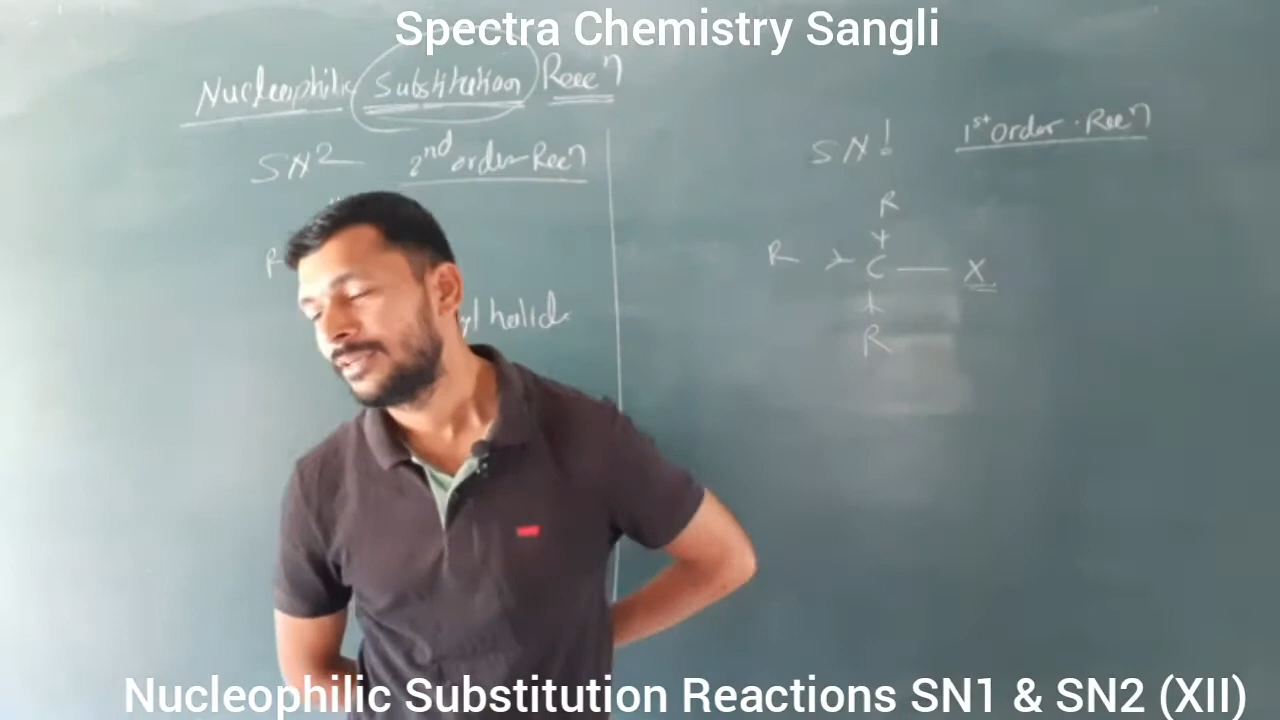 Spectra Chemistry Sangli
Nucleophilic Substitution Reeen
SN2 2nd order Reen
R
yl halide
SN1 1st order Reen
R
R C — X
R
Nucleophilic Substitution Reactions SN1 & SN2 (XII)